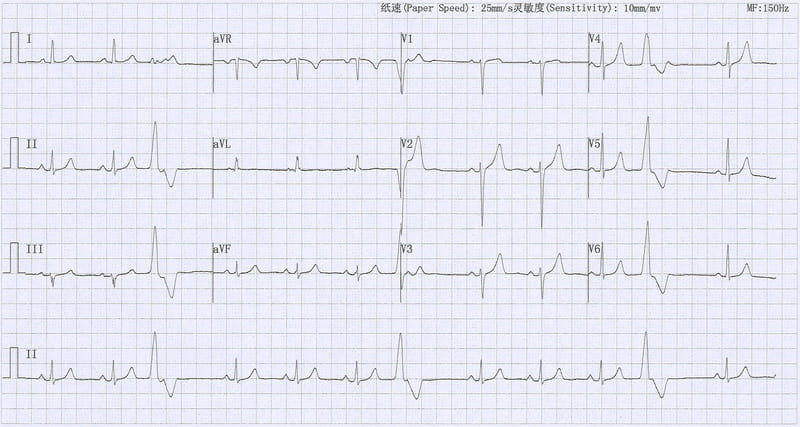 纸速(Paper Speed): 25mm/s灵敏度(Sensitivity): 10mm/mv MF:150Hz
I aVR V1 V4
II aVL V2 V5
III aVF V3 V6
II